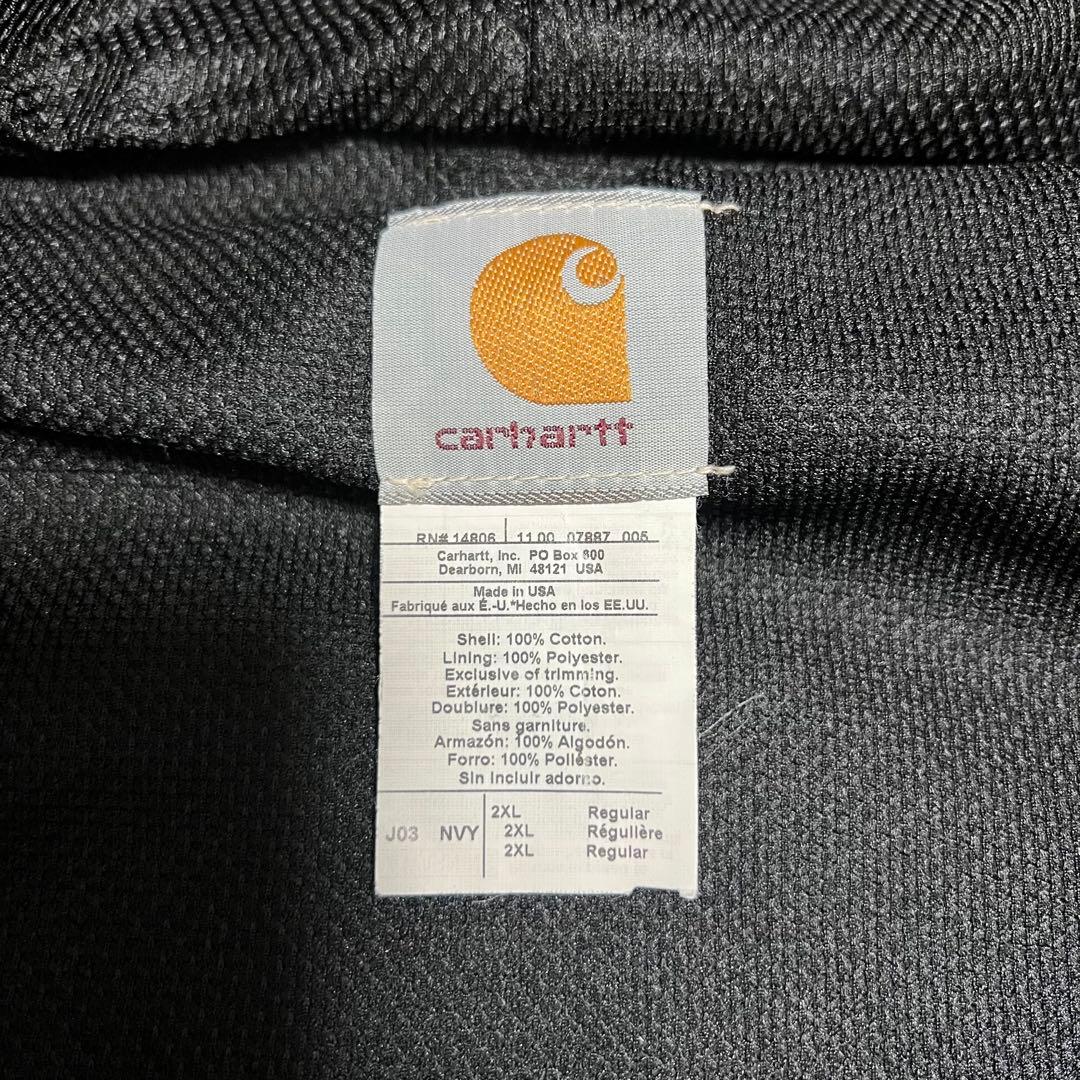 carhartt
RN# 14806 11 00 07887 005
Carhartt, Inc. PO Box 800
Dearborn, MI 48121 USA
Made in USA
Fabriqué aux É.-U.*Hecho en los EE.UU.
Shell: 100% Cotton.
Lining: 100% Polyester.
Exclusive of trimming.
Extérieur: 100% Coton.
Doublure: 100% Polyester.
Sans garniture.
Armazón: 100% Algodón.
Forro: 100% Poliéster.
Sin incluir adorno.
J03 NVY 2XL Regular
2XL Régulière
2XL Regular